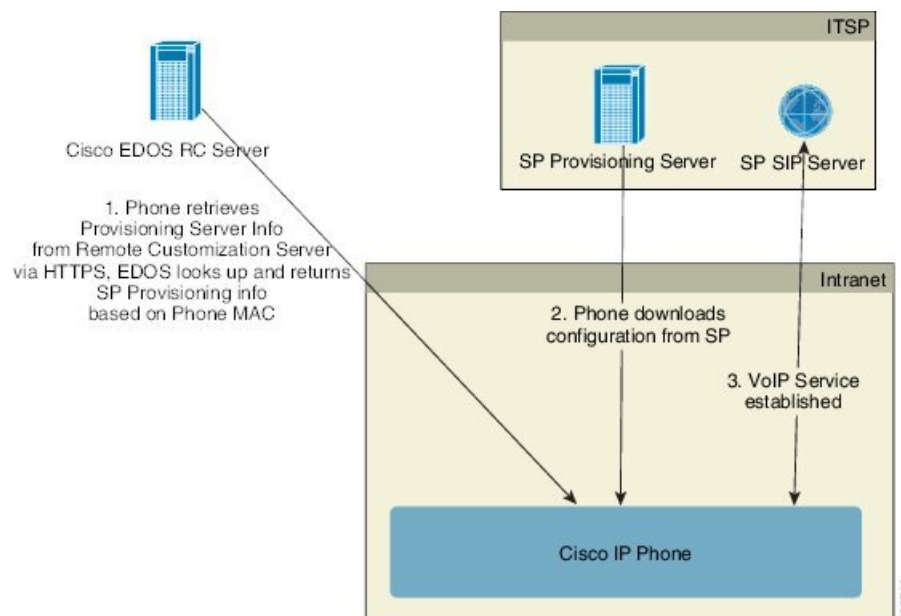 ITSP
Cisco EDOS RC Server
SP Provisioning Server
SP SIP Server
1. Phone retrieves
Provisioning Server Info
from Remote Customization Server
via HTTPS, EDOS looks up and returns
SP Provisioning info
based on Phone MAC
Intranet
2. Phone downloads
configuration from SP
3. VoIP Service
established
Cisco IP Phone